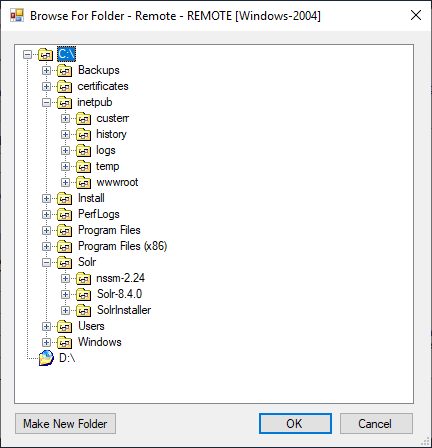 Browse For Folder - Remote - REMOTE [Windows-2004]
C:\
Backups
certificates
inetpub
custerr
history
logs
temp
wwwroot
Install
PerfLogs
Program Files
Program Files (x86)
Solr
nssm-2.24
Solr-8.4.0
SolrInstaller
Users
Windows
D:\
Make New Folder OK Cancel